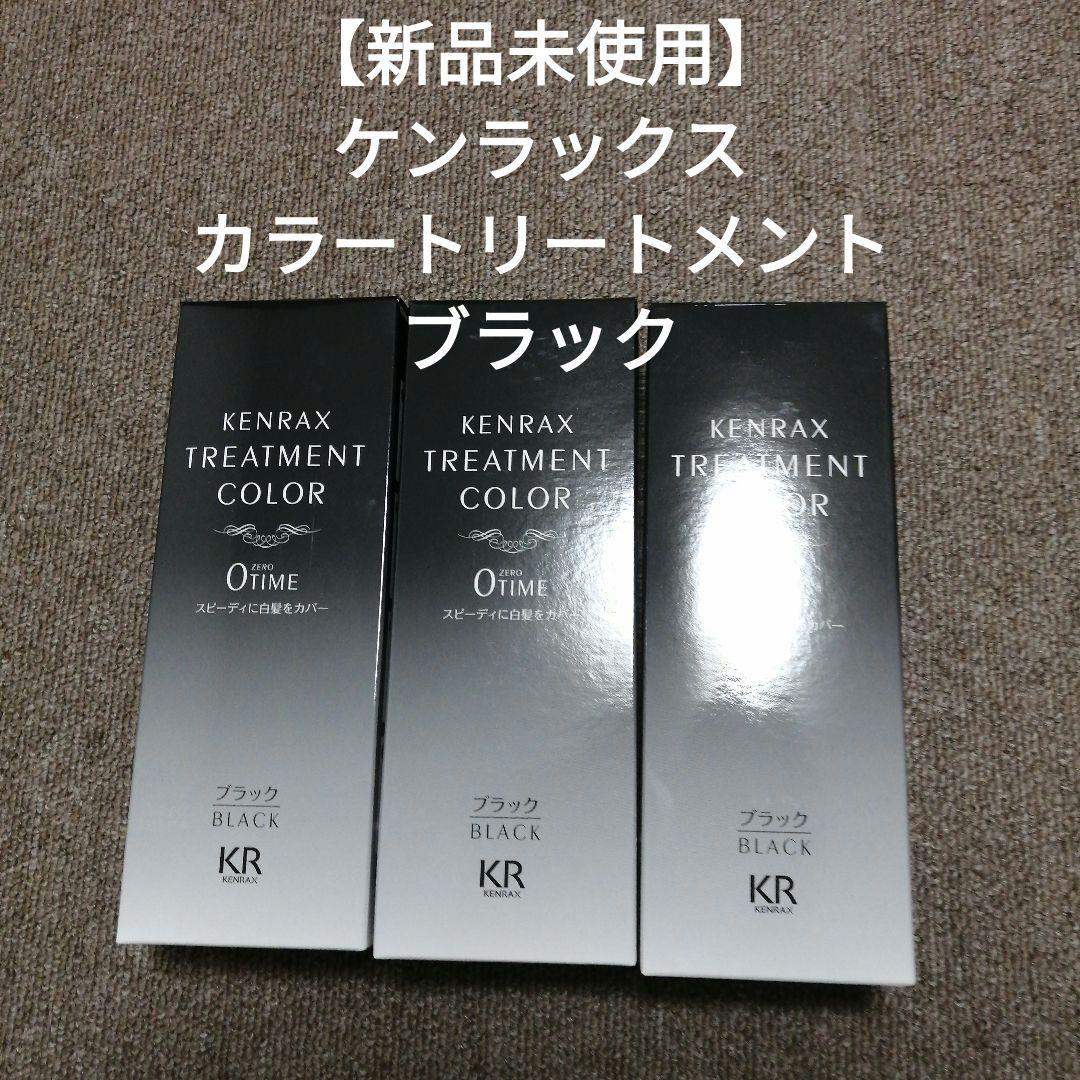 【新品未使用】
ケンラックス
カラートリートメント
ブラック
KENRAX
TREATMENT
COLOR
ZERO
0TIME
スピーディに白髪をカバー
ブラック
BLACK
KR
KENRAX
KENRAX
TREATMENT
COLOR
ZERO
0TIME
スピーディに白髪をカバー
ブラック
BLACK
KR
KENRAX
KENRAX
TREATMENT
OR
カバー
ブラック
BLACK
KR
KENRAX